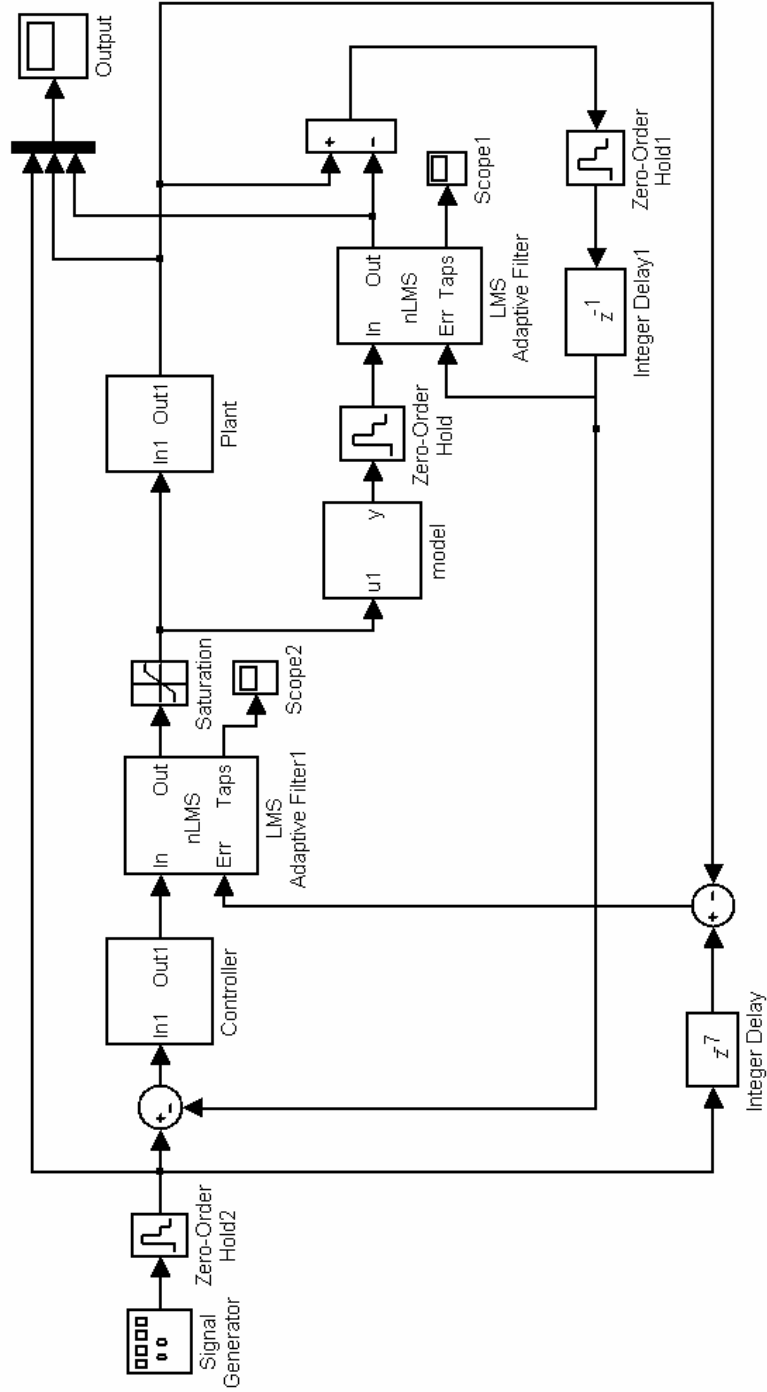 Signal
Generator
Zero-Order
Hold2
+
-
In1 Out1
Controller
In Out
nLMS
Err Taps
LMS
Adaptive Filter1
Scope2
Saturation
In1 Out1
Plant
Output
u1 y
model
Zero-Order
Hold
In Out
nLMS
Err Taps
LMS
Adaptive Filter
Scope1
+
-
Zero-Order
Hold1
z-1
Integer Delay1
z-7
Integer Delay
+
-